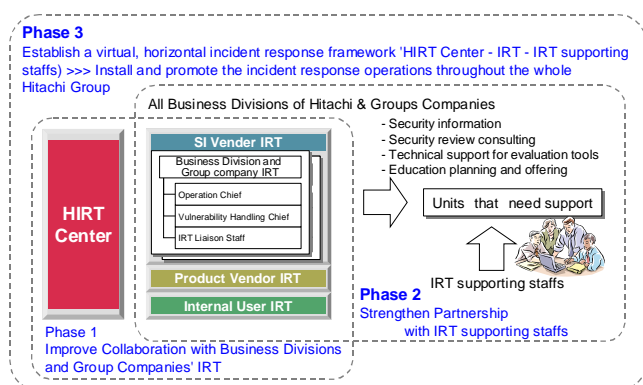 Phase 3
Establish a virtual, horizontal incident response framework 'HIRT Center - IRT - IRT supporting
staffs) >>> Install and promote the incident response operations throughout the whole
Hitachi Group
All Business Divisions of Hitachi & Groups Companies
- Security information
- Security review consulting
- Technical support for evaluation tools
- Education planning and offering
HIRT
Center
SI Vender IRT
Business Division and
Group company IRT
Operation Chief
Vulnerability Handling Chief
IRT Liaison Staff
Product Vendor IRT
Internal User IRT
Units that need support
IRT supporting staffs
Phase 2
Strengthen Partnership
with IRT supporting staffs
Phase 1
Improve Collaboration with Business Divisions
and Group Companies' IRT